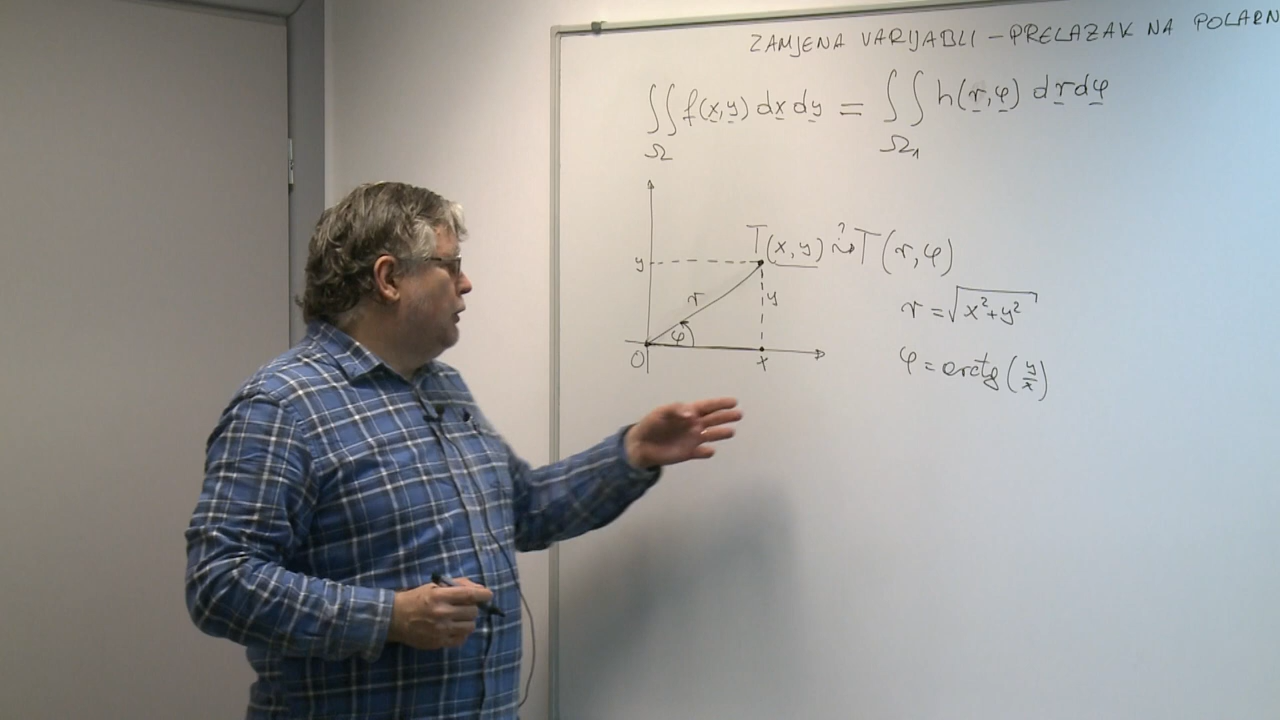 ZAMJENA VARIJABLI – PRELAZAK NA POLARN
∬ f(x,y) dx dy = ∬ h(r,φ) dr dφ
Ω Ω₁
T(x,y) ?⤳ T(r,φ)
y
r y
r = √x²+y²
φ
O x
φ = arctg (y/x)